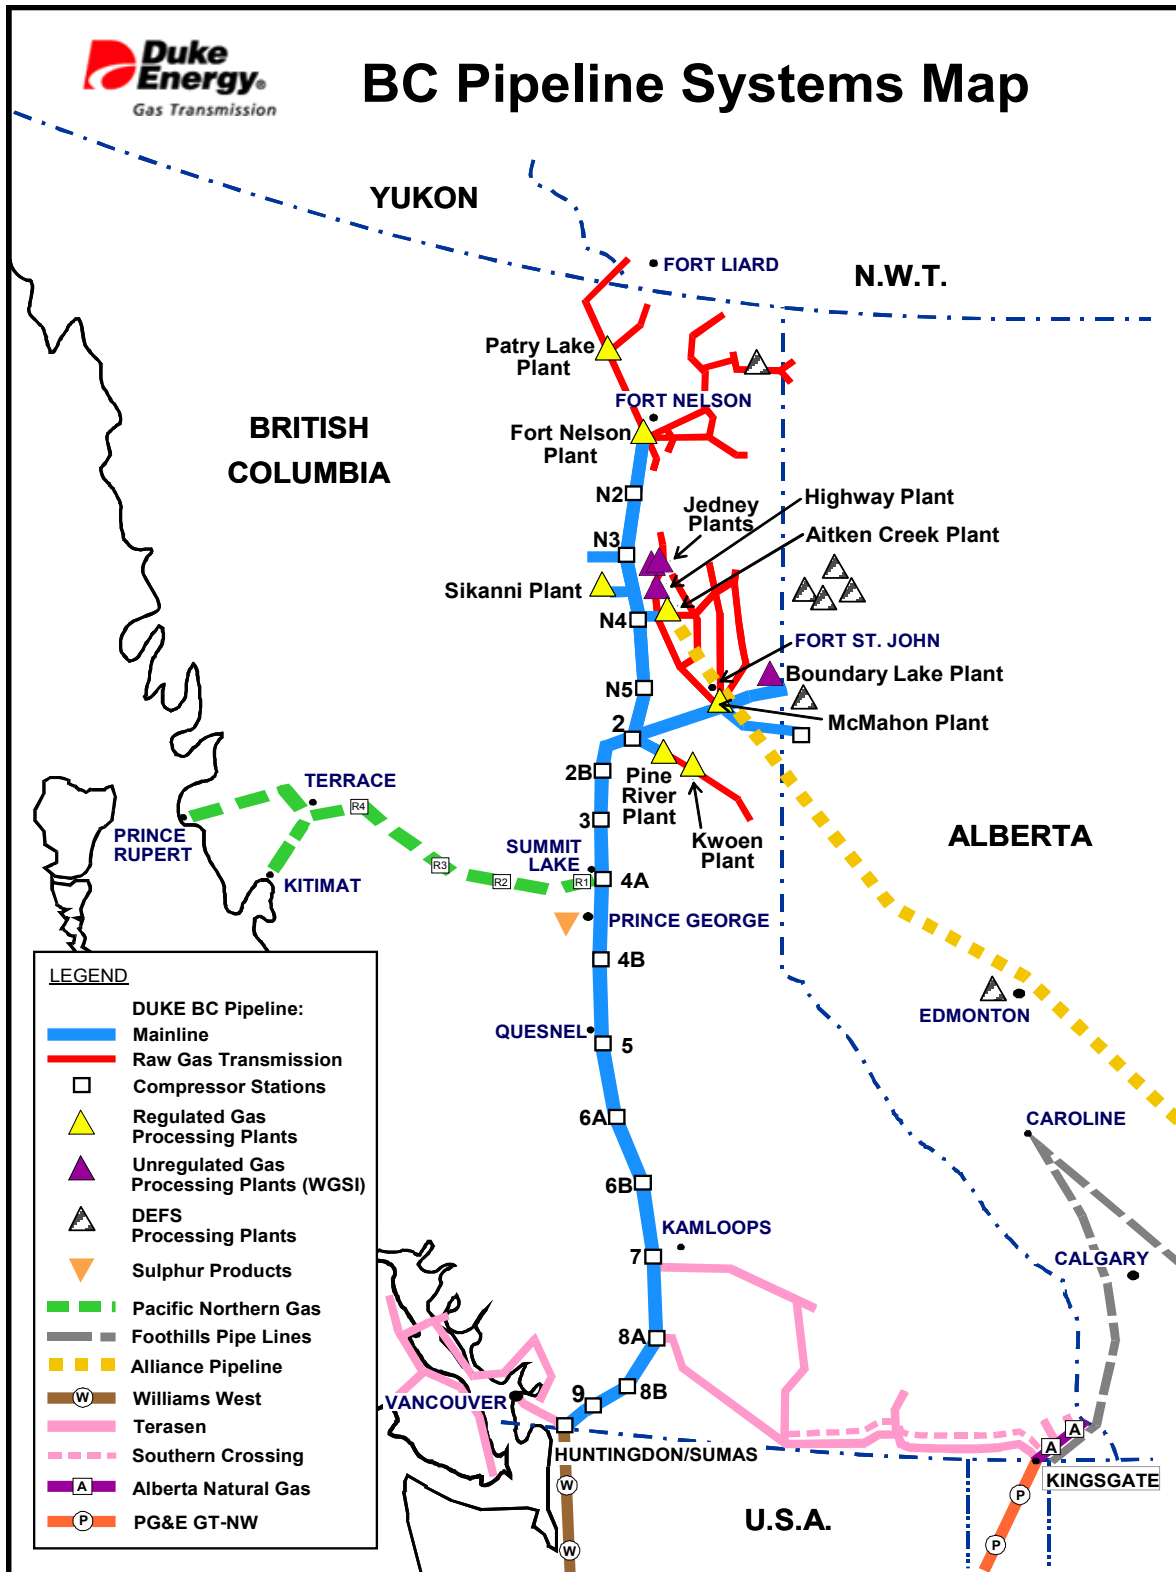 Duke
Energy®
Gas Transmission
BC Pipeline Systems Map
YUKON
FORT LIARD
N.W.T.
Patry Lake
Plant
FORT NELSON
BRITISH
COLUMBIA
Fort Nelson
Plant
N2
Jedney
Plants
Highway Plant
N3
Aitken Creek Plant
Sikanni Plant
N4
FORT ST. JOHN
Boundary Lake Plant
N5
McMahon Plant
2
2B
Pine
River
Plant
TERRACE
R4
3
PRINCE
RUPERT
Kwoen
Plant
ALBERTA
SUMMIT
LAKE
R3
R2
R1
4A
KITIMAT
PRINCE GEORGE
4B
EDMONTON
QUESNEL
5
6A
CAROLINE
6B
KAMLOOPS
7
CALGARY
8A
8B
9
VANCOUVER
HUNTINGDON/SUMAS
A
A
KINGSGATE
W
P
U.S.A.
W
P
LEGEND
DUKE BC Pipeline:
Mainline
Raw Gas Transmission
Compressor Stations
Regulated Gas
Processing Plants
Unregulated Gas
Processing Plants (WGSI)
DEFS
Processing Plants
Sulphur Products
Pacific Northern Gas
Foothills Pipe Lines
Alliance Pipeline
W Williams West
Terasen
Southern Crossing
A Alberta Natural Gas
P PG&E GT-NW